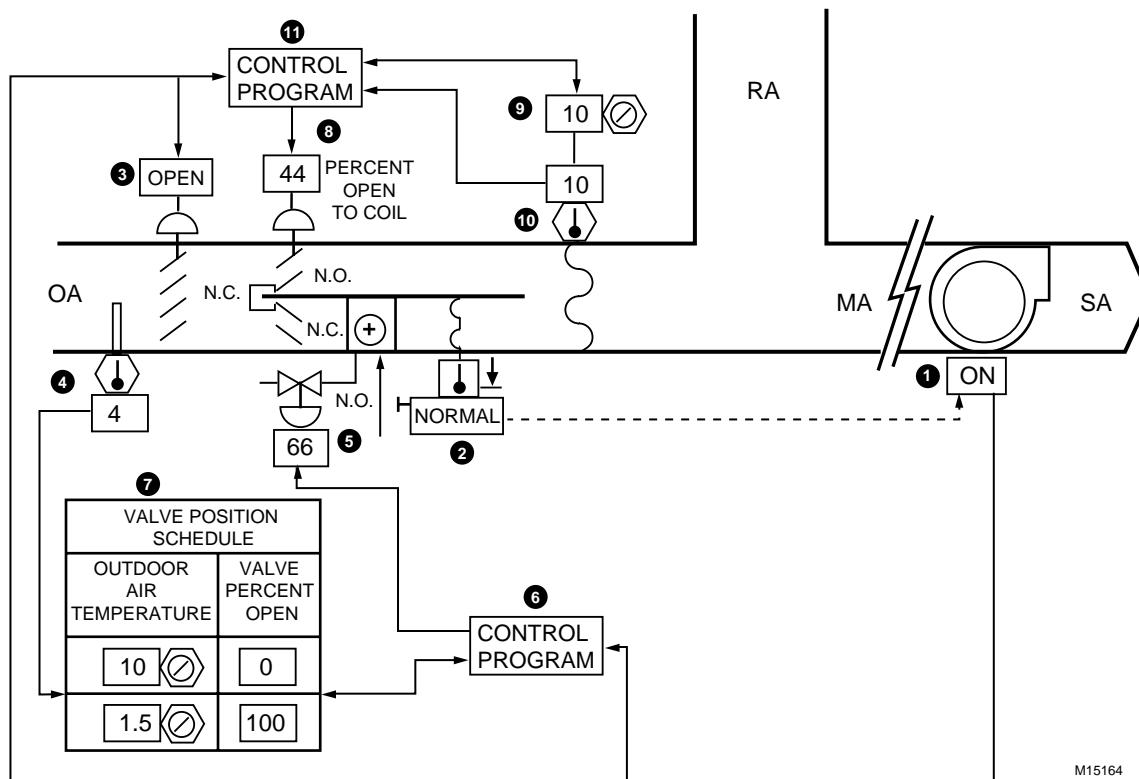 11
CONTROL
PROGRAM
RA
9
10
8
3
OPEN
44
PERCENT
OPEN
TO COIL
10
10
OA
N.C.
N.O.
N.C.
MA
SA
4
4
N.O.
5
66
NORMAL
2
1
ON
7
VALVE POSITION
SCHEDULE
OUTDOOR
AIR
TEMPERATURE
VALVE
PERCENT
OPEN
10
0
1.5
100
6
CONTROL
PROGRAM
M15164